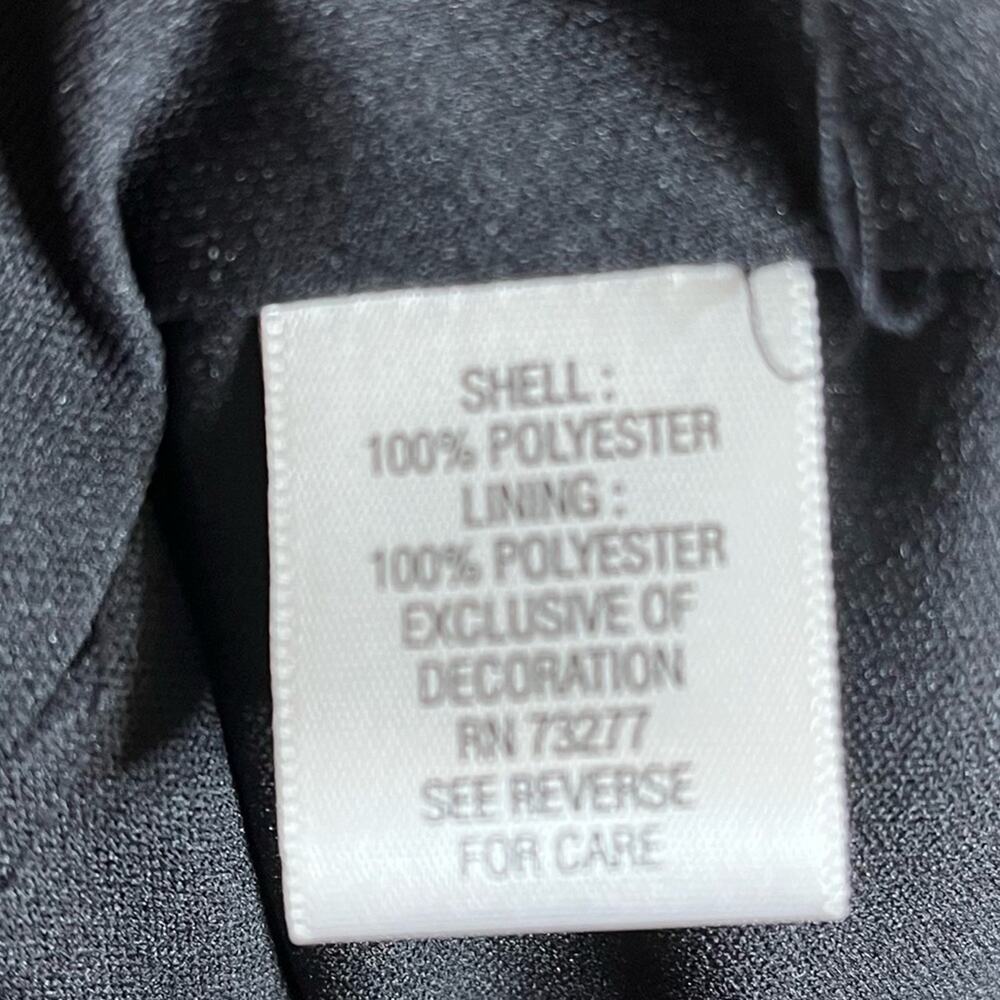 SHELL :
100% POLYESTER
LINING :
100% POLYESTER
EXCLUSIVE OF
DECORATION
RN 73277
SEE REVERSE
FOR CARE